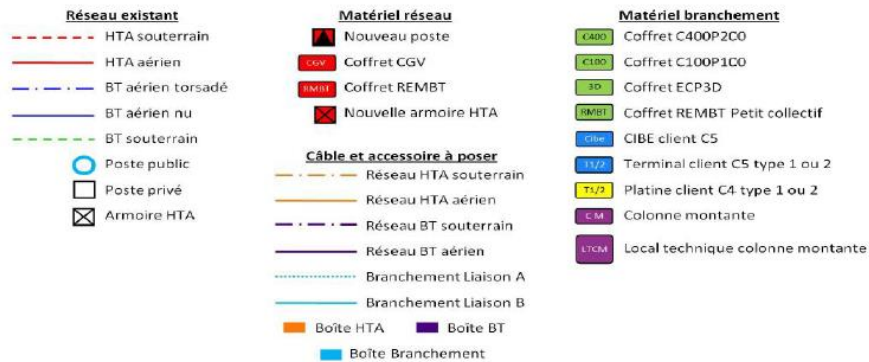 Réseau existant
HTA souterrain
HTA aérien
BT aérien torsadé
BT aérien nu
BT souterrain
Poste public
Poste privé
Armoire HTA
Matériel réseau
Nouveau poste
CGV Coffret CGV
RMBT Coffret REMBT
Nouvelle armoire HTA
Câble et accessoire à poser
Réseau HTA souterrain
Réseau HTA aérien
Réseau BT souterrain
Réseau BT aérien
Branchement Liaison A
Branchement Liaison B
Boîte HTA Boîte BT
Boîte Branchement
Matériel branchement
C400 Coffret C400P2C0
C100 Coffret C100P1C0
3D Coffret ECP3D
RMBT Coffret REMBT Petit collectif
Cibe CIBE client C5
T1/2 Terminal client C5 type 1 ou 2
T1/2 Platine client C4 type 1 ou 2
CM Colonne montante
LTCM Local technique colonne montante